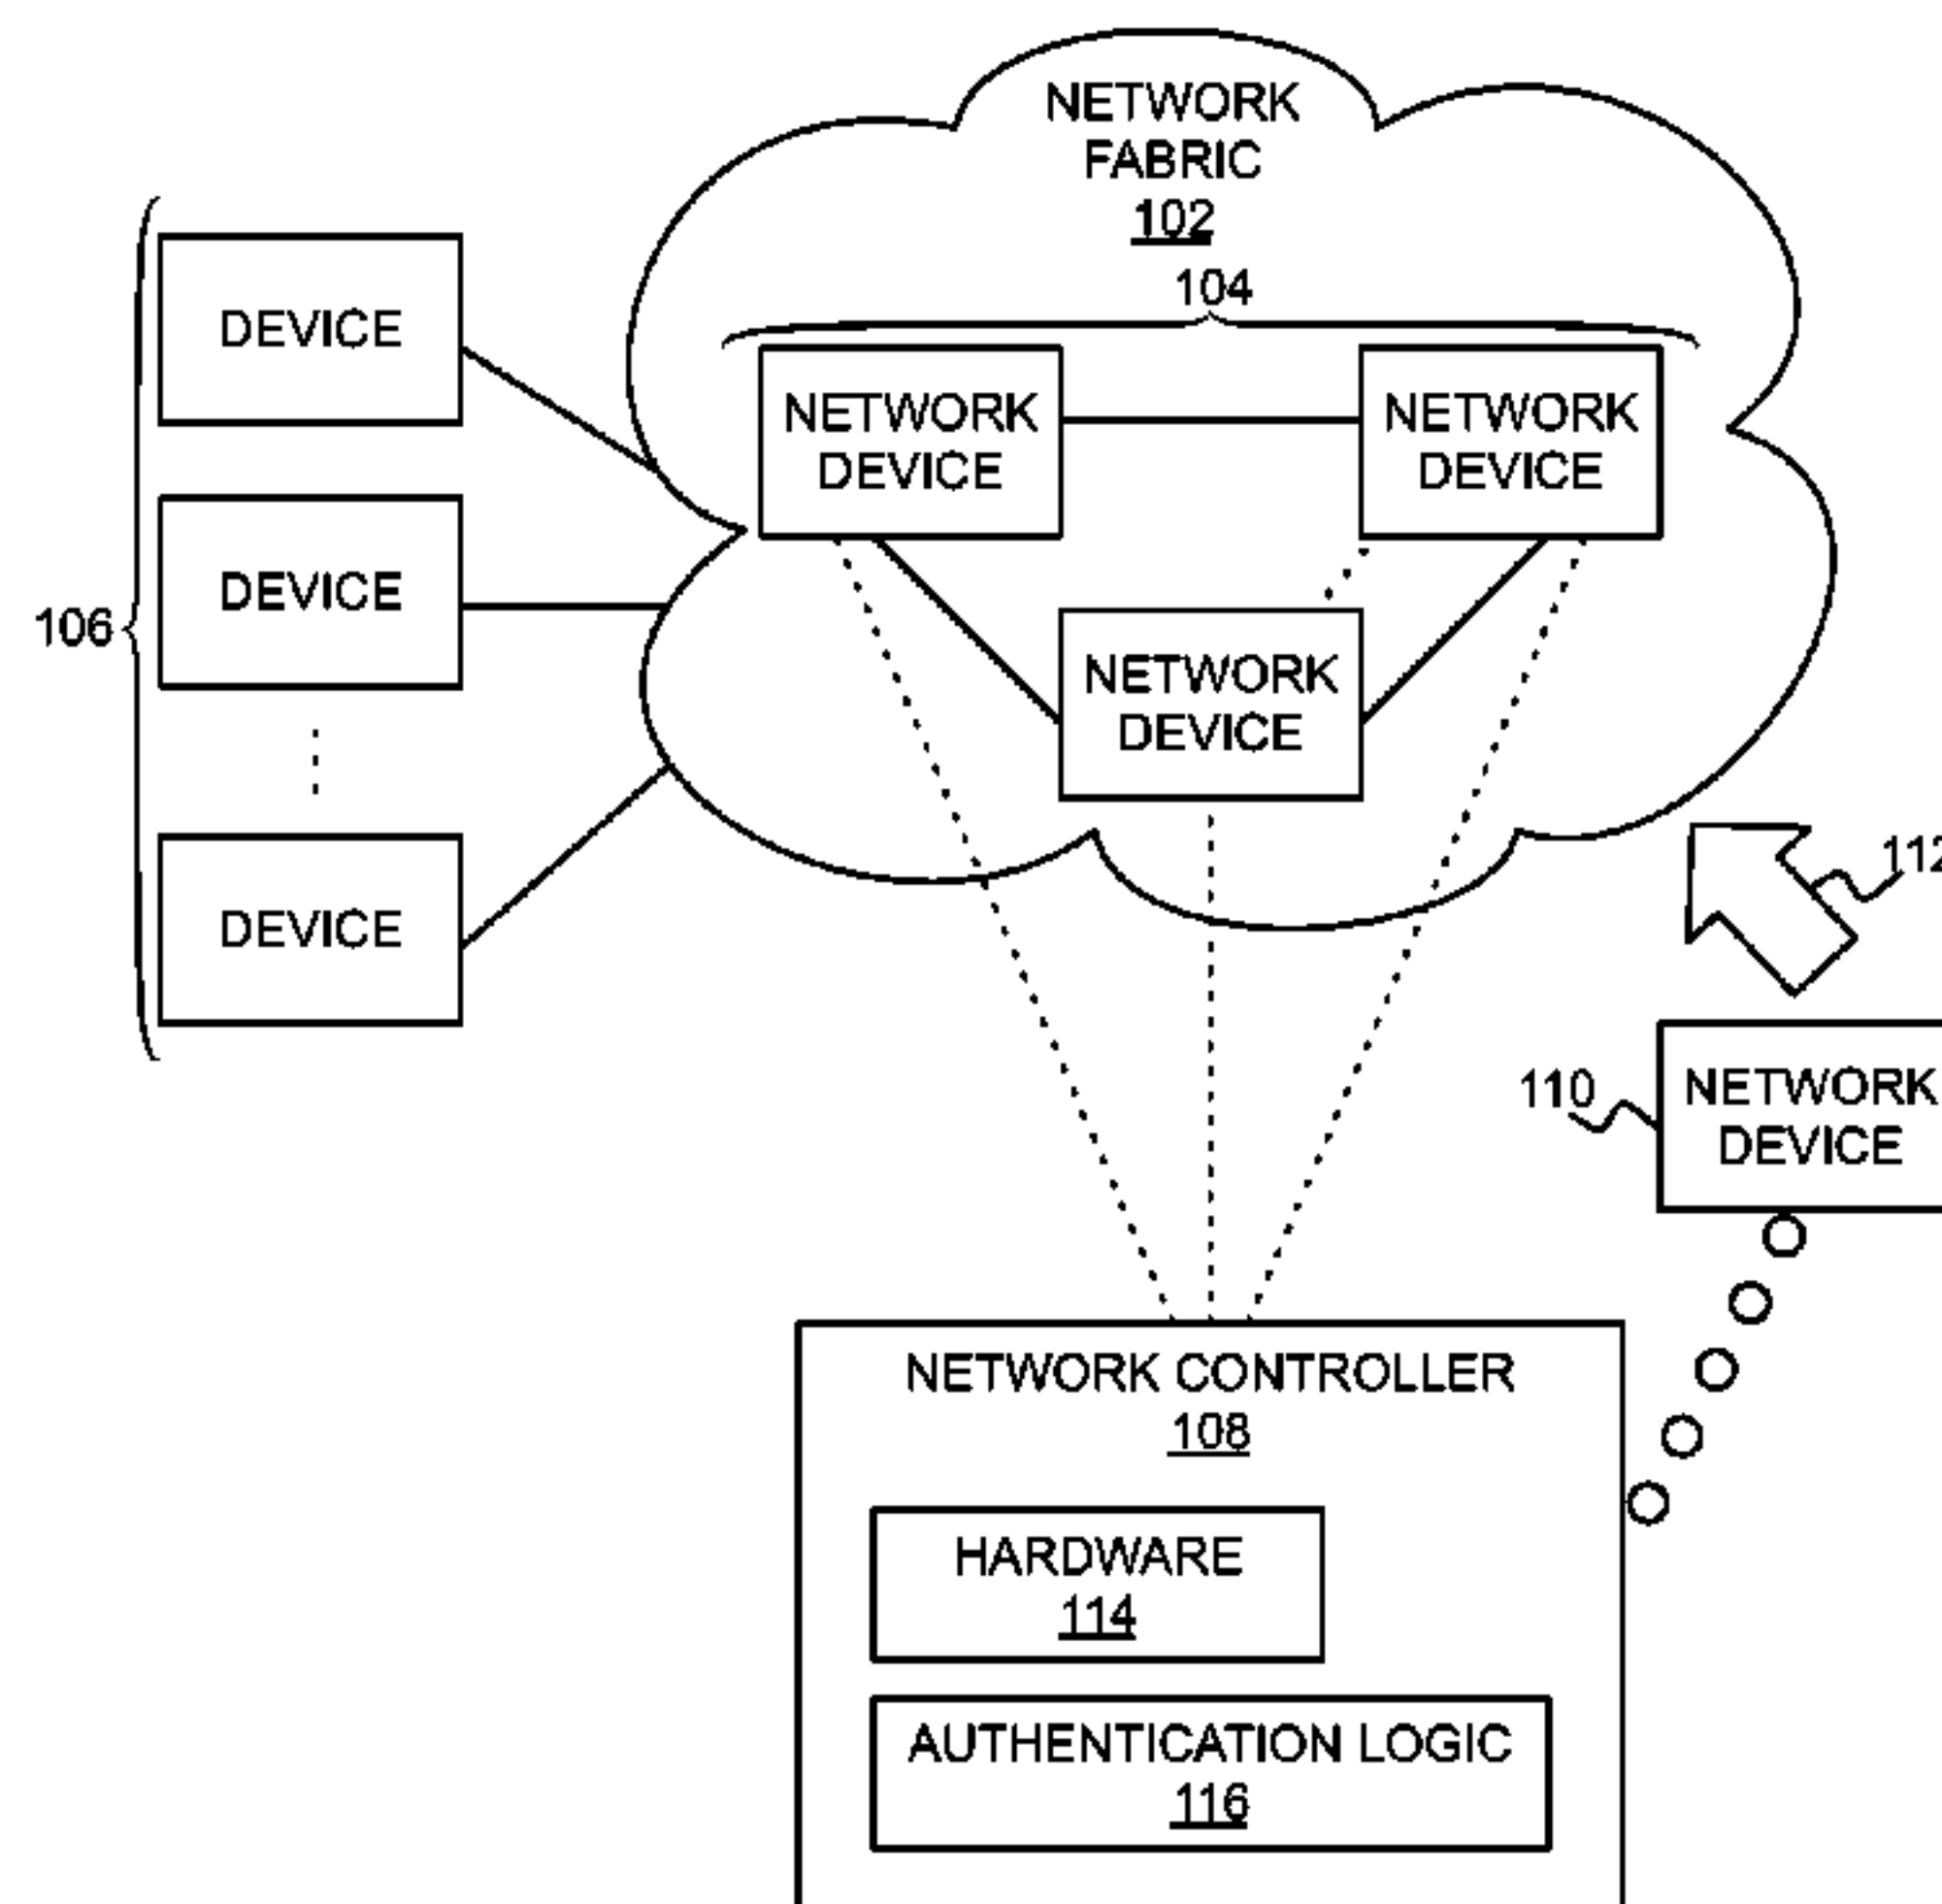 NETWORK
FABRIC
102
104
DEVICE
NETWORK
DEVICE
NETWORK
DEVICE
106
DEVICE
NETWORK
DEVICE
DEVICE
112
110
NETWORK
DEVICE
NETWORK CONTROLLER
108
HARDWARE
114
AUTHENTICATION LOGIC
116